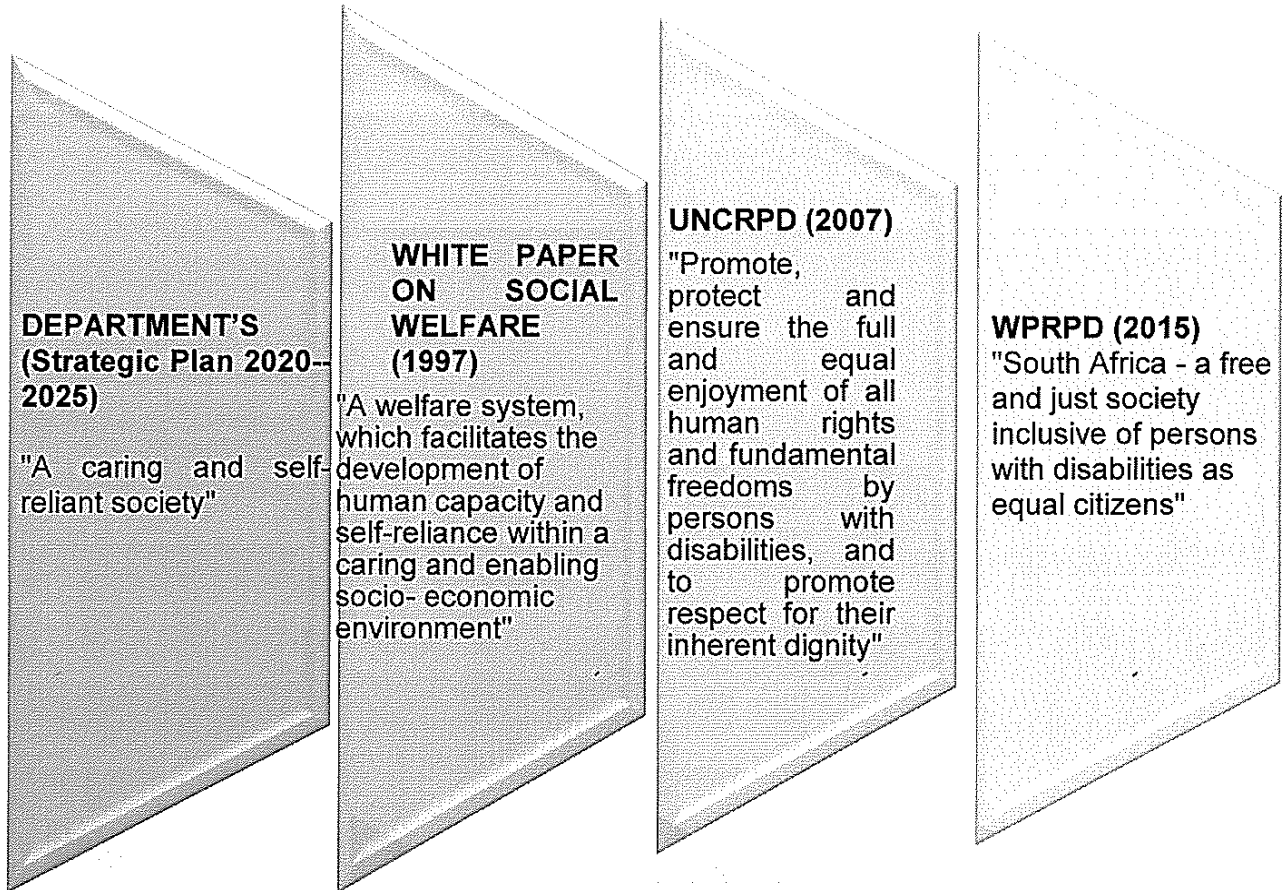 DEPARTMENT'S
(Strategic Plan 2020--
2025)
"A caring and self-
reliant society"
WHITE PAPER
ON SOCIAL
WELFARE
(1997)
"A welfare system,
which facilitates the
development of
human capacity and
self-reliance within a
caring and enabling
socio- economic
environment"
UNCRPD (2007)
"Promote,
protect and
ensure the full
and equal
enjoyment of all
human rights
and fundamental
freedoms by
persons with
disabilities, and
to promote
respect for their
inherent dignity"
WPRPD (2015)
"South Africa - a free
and just society
inclusive of persons
with disabilities as
equal citizens"